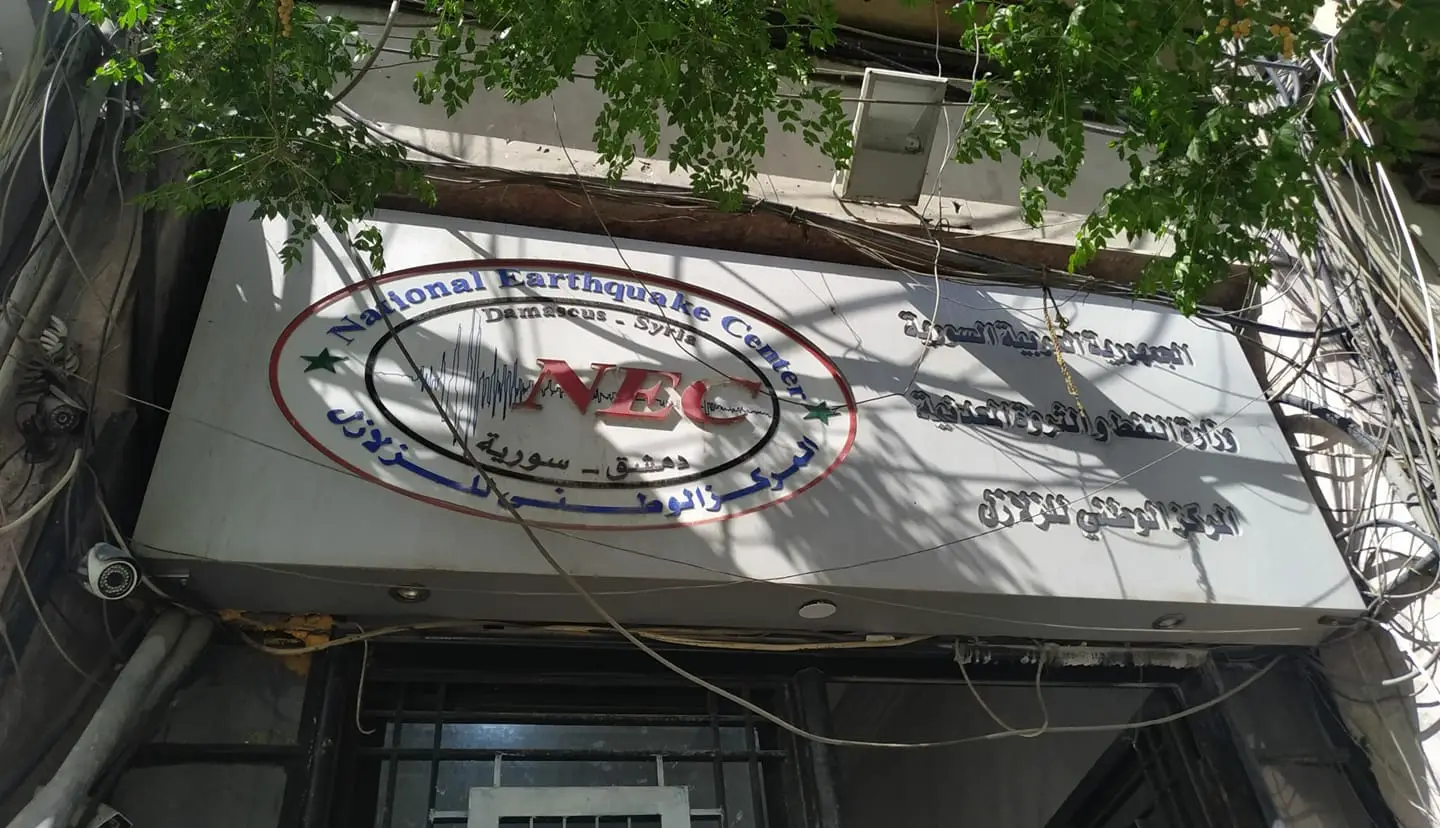 National Earthquake Center
Damascus - Syria
NEC
دمشق - سورية
المركز الوطني للزلازل
الجمهورية العربية السورية
وزارة النفط والثروة المعدنية
المركز الوطني للزلازل